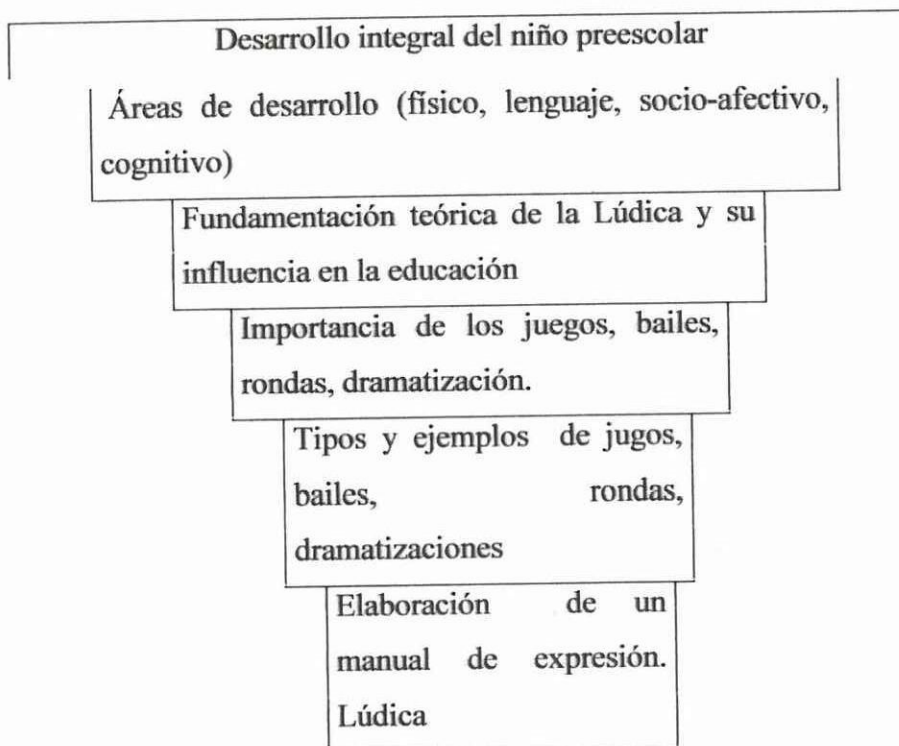 Desarrollo integral del niño preescolar
Áreas de desarrollo (físico, lenguaje, socio-afectivo,
cognitivo)
Fundamentación teórica de la Lúdica y su
influencia en la educación
Importancia de los juegos, bailes,
rondas, dramatización.
Tipos y ejemplos de jugos,
bailes, rondas,
dramatizaciones
Elaboración de un
manual de expresión.
Lúdica